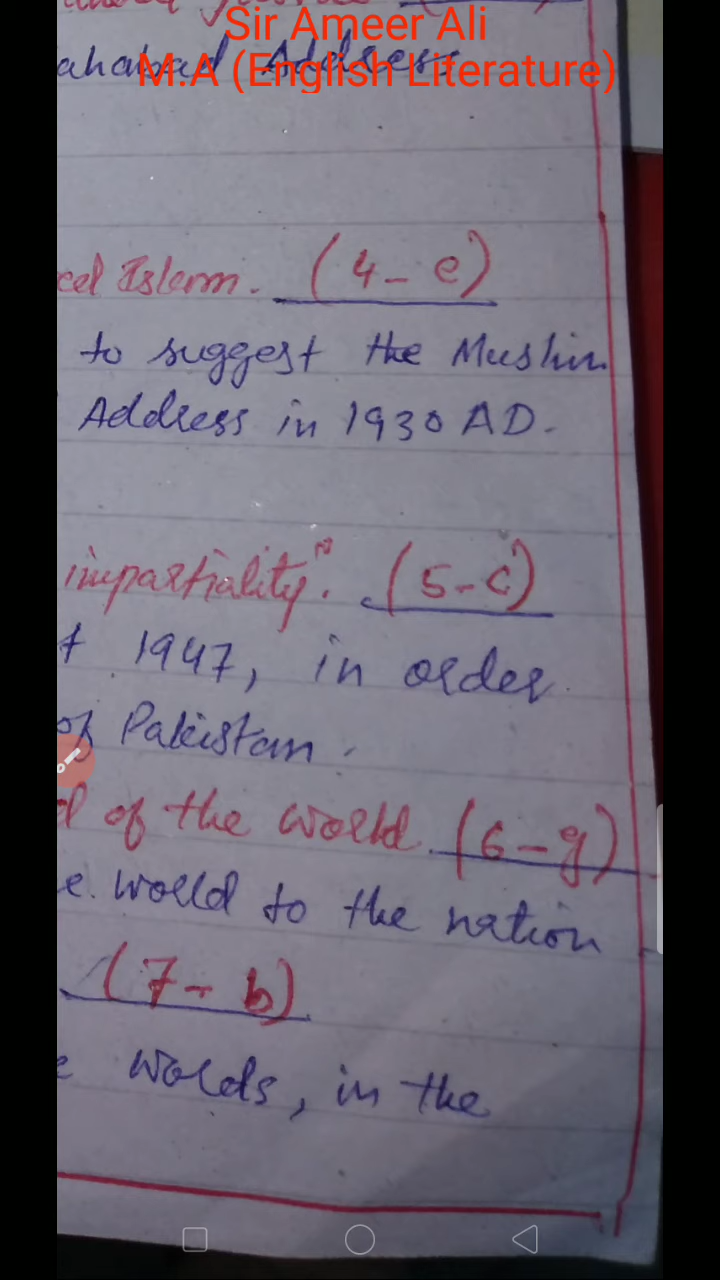 Sir Ameer Ali
M.A (English Literature)
ahabad Address
cal Islam. (4-e)
to suggest the Muslim
Address in 1930 AD.
impartiality". (5-c)
1947, in order
of Pakistan.
of the world. (6-g)
e. world to the nation
(7-b)
words, in the